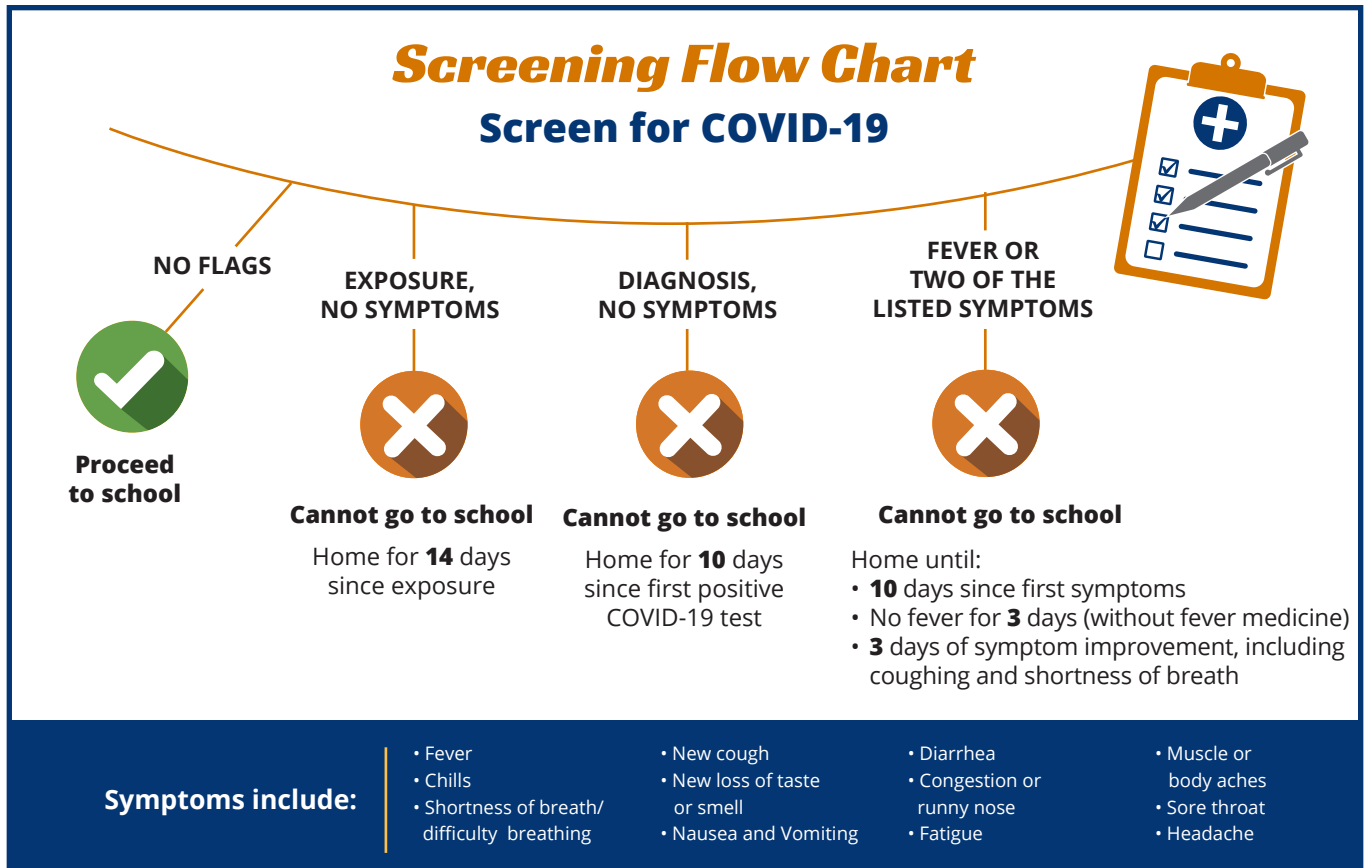 Screening Flow Chart
Screen for COVID-19
NO FLAGS
Proceed
to school
EXPOSURE,
NO SYMPTOMS
Cannot go to school
Home for 14 days
since exposure
DIAGNOSIS,
NO SYMPTOMS
Cannot go to school
Home for 10 days
since first positive
COVID-19 test
FEVER OR
TWO OF THE
LISTED SYMPTOMS
Cannot go to school
Home until:
• 10 days since first symptoms
• No fever for 3 days (without fever medicine)
• 3 days of symptom improvement, including
coughing and shortness of breath
Symptoms include:
• Fever
• Chills
• Shortness of breath/
difficulty breathing
• New cough
• New loss of taste
or smell
• Nausea and Vomiting
• Diarrhea
• Congestion or
runny nose
• Fatigue
• Muscle or
body aches
• Sore throat
• Headache